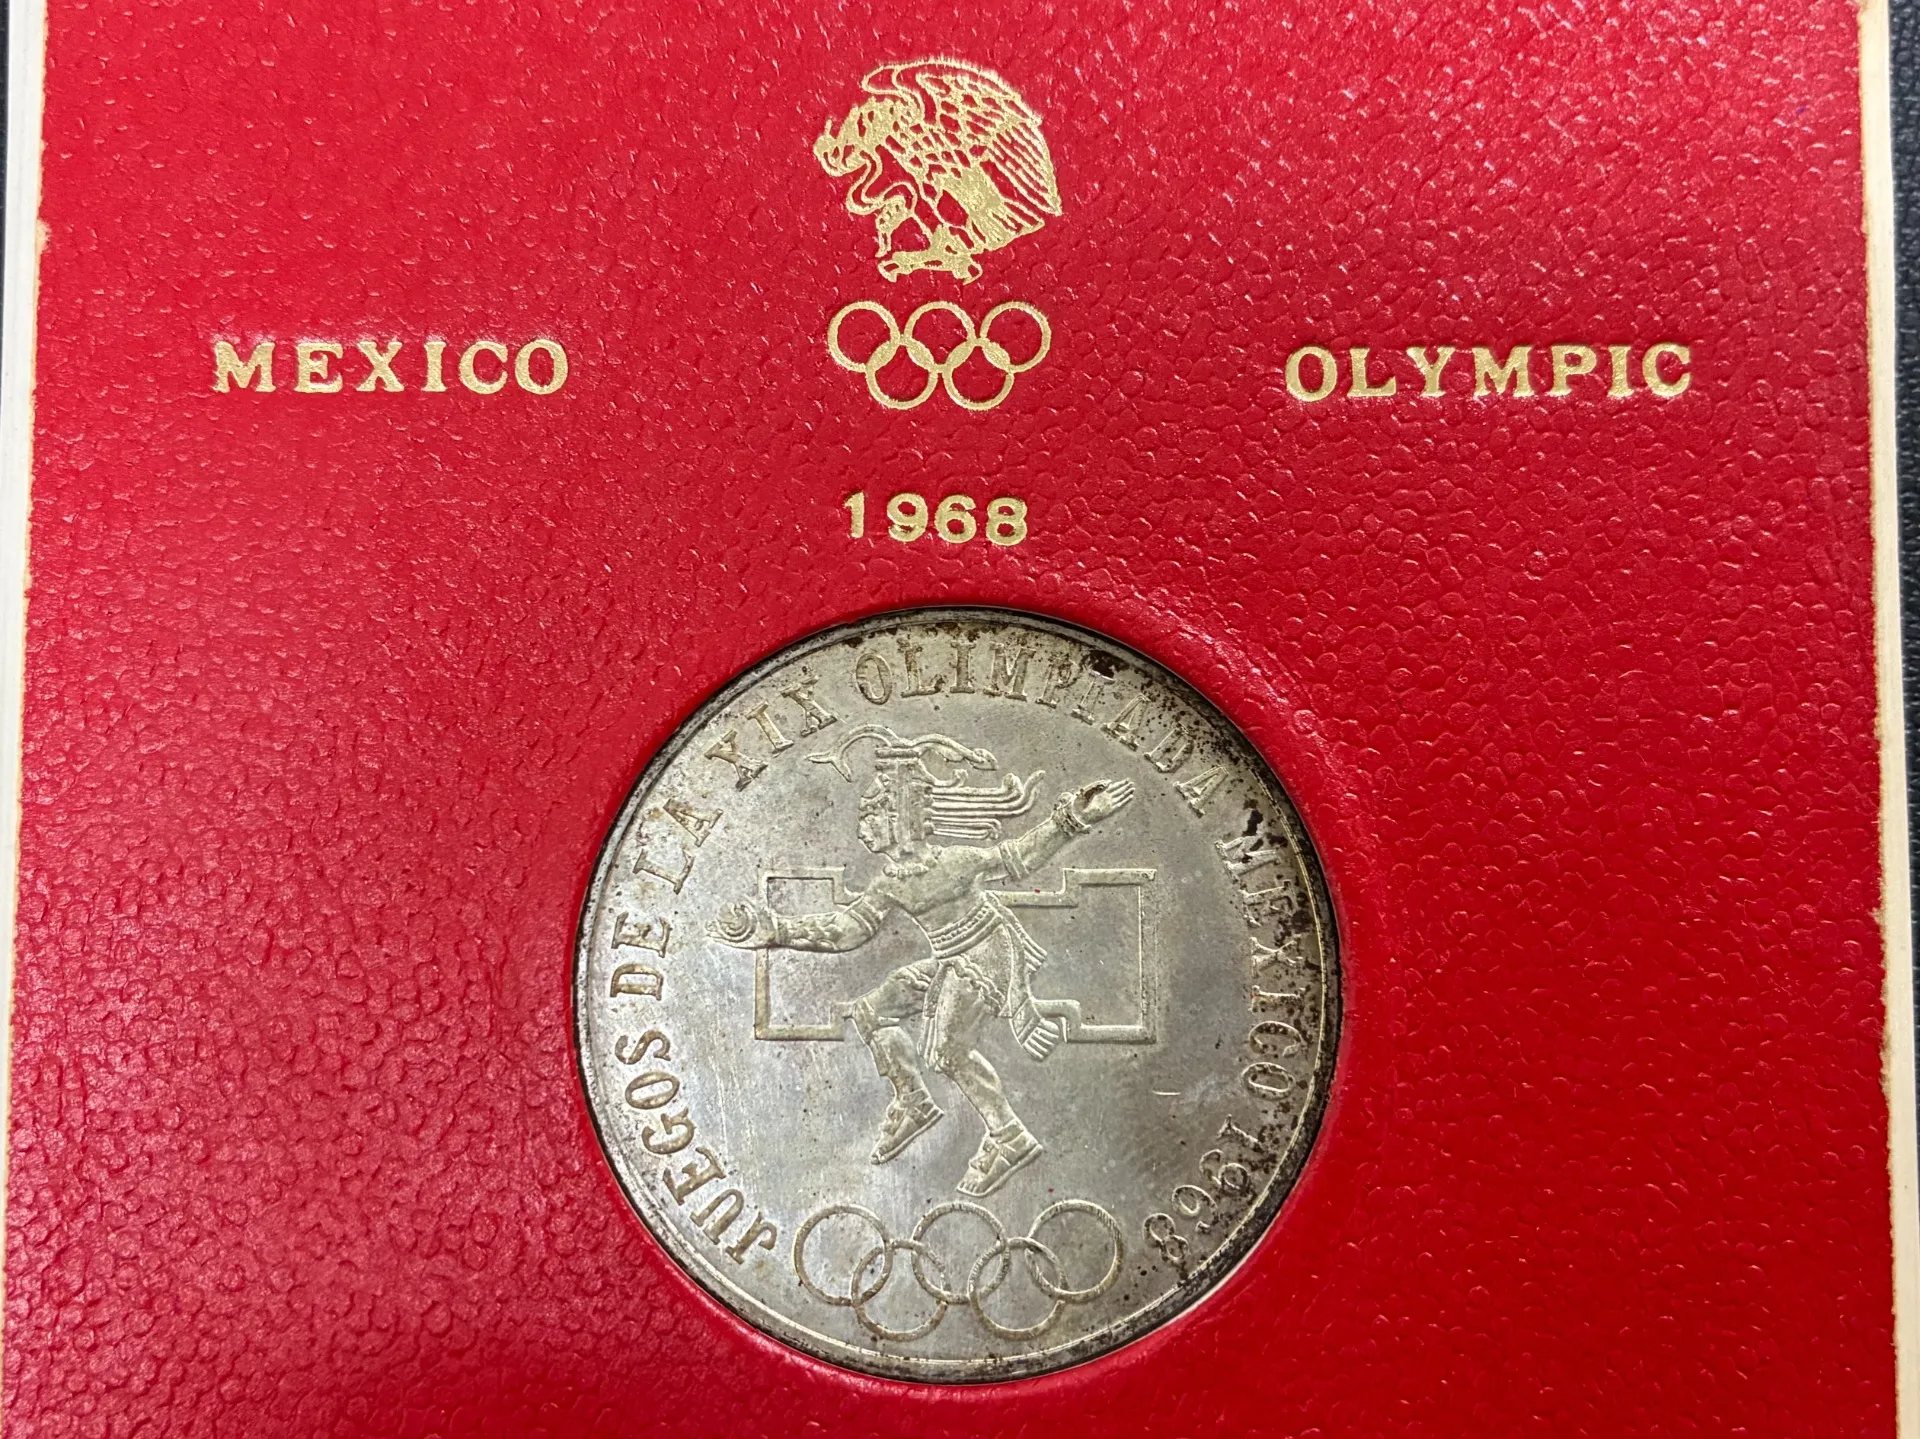 MEXICO OLYMPIC
1968
JUEGOS DE LA XIX OLIMPIADA MEXICO 1968